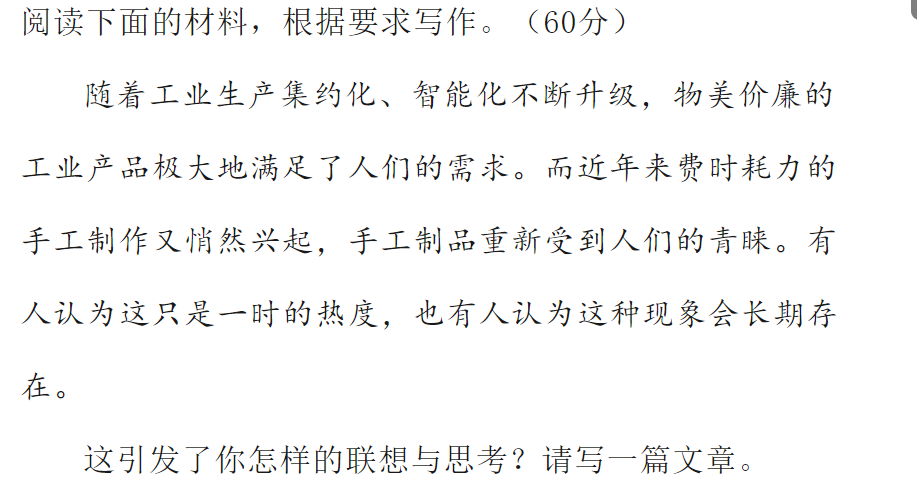 阅读下面的材料，根据要求写作。（60分）
随着工业生产集约化、智能化不断升级，物美价廉的
工业产品极大地满足了人们的需求。而近年来费时耗力的
手工制作又悄然兴起，手工制品重新受到人们的青睐。有
人认为这只是一时的热度，也有人认为这种现象会长期存
在。
这引发了你怎样的联想与思考？请写一篇文章。